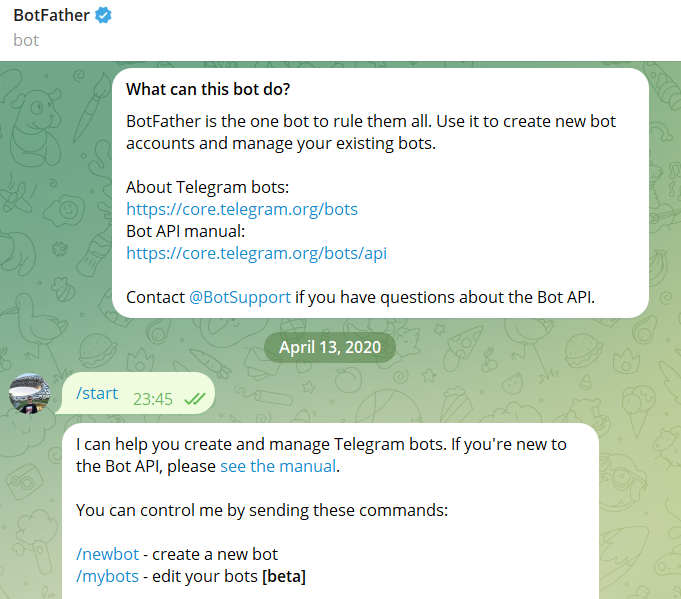 BotFather
bot
What can this bot do?
BotFather is the one bot to rule them all. Use it to create new bot
accounts and manage your existing bots.
About Telegram bots:
https://core.telegram.org/bots
Bot API manual:
https://core.telegram.org/bots/api
Contact @BotSupport if you have questions about the Bot API.
April 13, 2020
/start 23:45
I can help you create and manage Telegram bots. If you're new to
the Bot API, please see the manual.
You can control me by sending these commands:
/newbot - create a new bot
/mybots - edit your bots [beta]